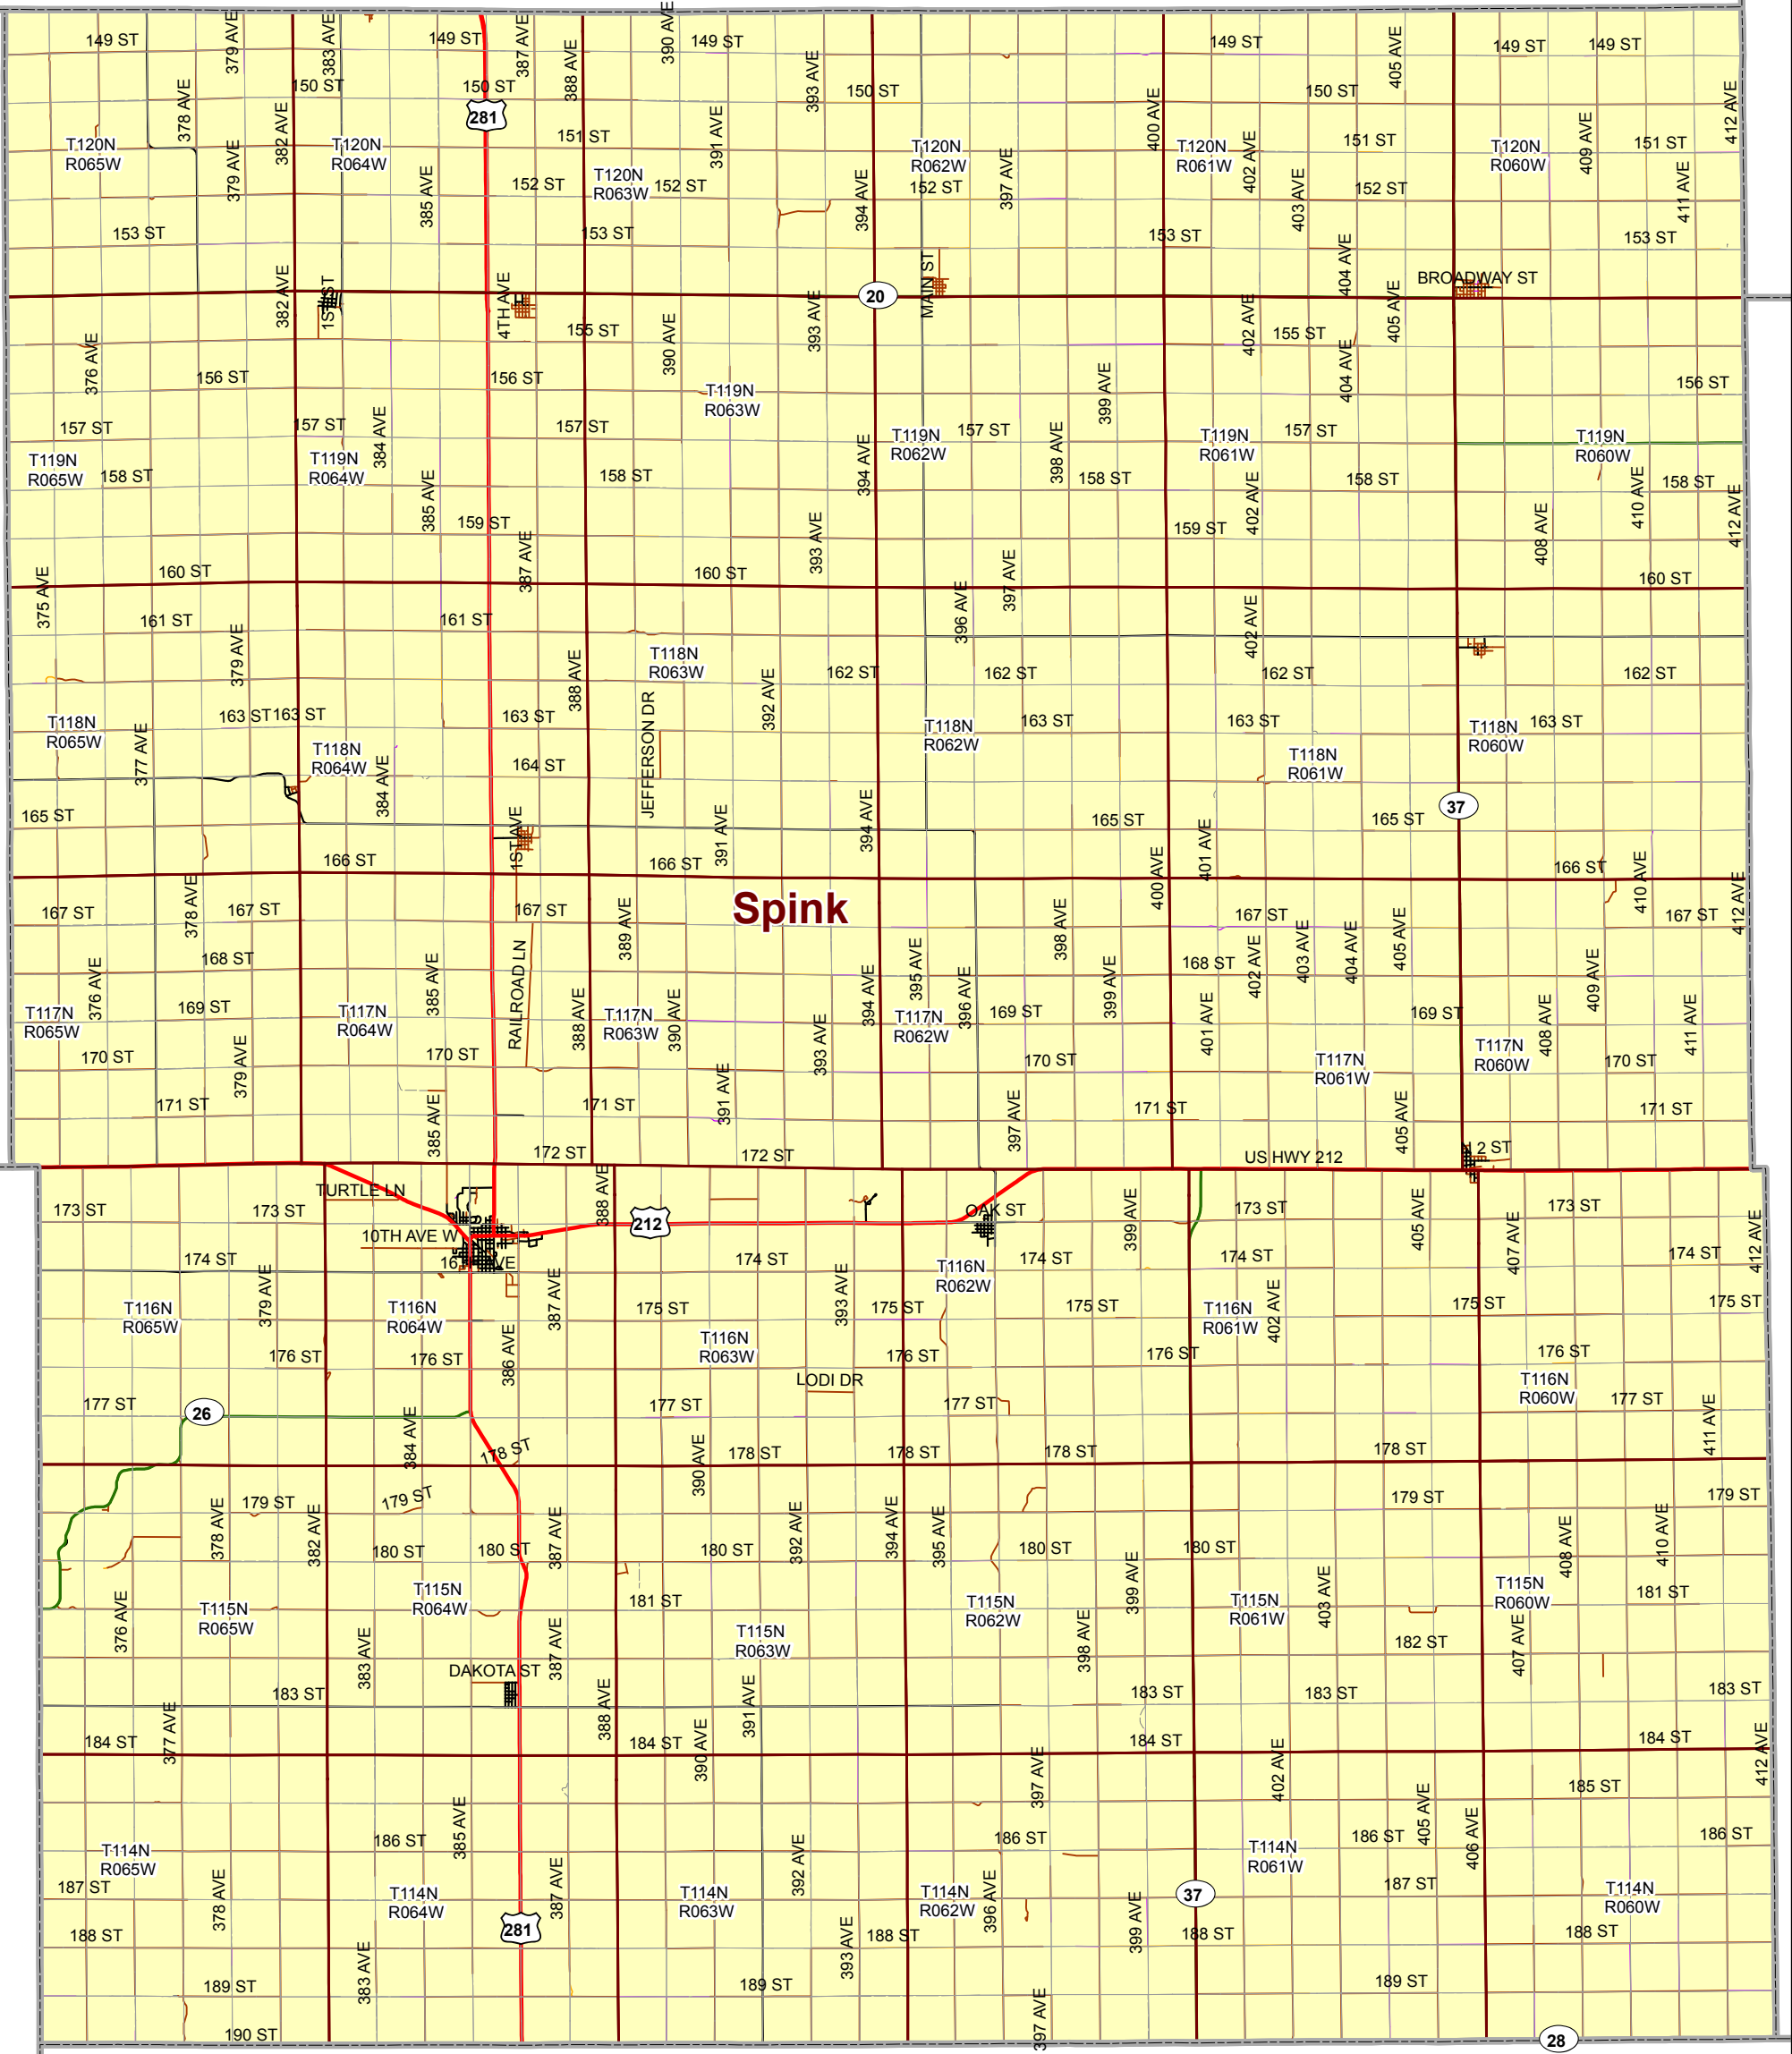 149 ST
379 AVE
383 AVE
149 ST
387 AVE
388 AVE
390 AVE
149 ST
393 AVE
149 ST
405 AVE
149 ST
149 ST
378 AVE
150 ST
150 ST
281
150 ST
400 AVE
150 ST
412 AVE
T120N
R065W
379 AVE
382 AVE
T120N
R064W
385 AVE
151 ST
152 ST
T120N
R063W
152 ST
391 AVE
394 AVE
T120N
R062W
152 ST
397 AVE
T120N
R061W
402 AVE
403 AVE
151 ST
152 ST
T120N
R060W
409 AVE
151 ST
411 AVE
153 ST
153 ST
153 ST
404 AVE
153 ST
382 AVE
1ST ST
4TH AVE
393 AVE
20
MAIN ST
402 AVE
405 AVE
BROADWAY ST
376 AVE
155 ST
390 AVE
155 ST
404 AVE
156 ST
156 ST
T119N
R063W
399 AVE
156 ST
157 ST
157 ST
384 AVE
157 ST
394 AVE
T119N
R062W
157 ST
398 AVE
T119N
R061W
157 ST
T119N
R060W
T119N
R065W
158 ST
T119N
R064W
385 AVE
158 ST
158 ST
402 AVE
158 ST
410 AVE
158 ST
412 AVE
159 ST
387 AVE
393 AVE
159 ST
408 AVE
375 AVE
160 ST
160 ST
397 AVE
160 ST
161 ST
379 AVE
161 ST
396 AVE
402 AVE
388 AVE
T118N
R063W
392 AVE
162 ST
162 ST
162 ST
162 ST
T118N
R065W
377 AVE
163 ST
163 ST
T118N
R064W
384 AVE
163 ST
JEFFERSON DR
T118N
R062W
163 ST
163 ST
T118N
R061W
T118N
R060W
163 ST
164 ST
37
165 ST
1ST AVE
391 AVE
394 AVE
165 ST
401 AVE
165 ST
166 ST
166 ST
400 AVE
166 ST
410 AVE
412 AVE
167 ST
378 AVE
167 ST
167 ST
389 AVE
Spink
398 AVE
167 ST
403 AVE
404 AVE
405 AVE
167 ST
376 AVE
168 ST
385 AVE
RAILROAD LN
394 AVE
395 AVE
396 AVE
399 AVE
168 ST
402 AVE
409 AVE
T117N
R065W
169 ST
T117N
R064W
388 AVE
T117N
R063W
390 AVE
393 AVE
T117N
R062W
169 ST
401 AVE
169 ST
408 AVE
411 AVE
170 ST
379 AVE
170 ST
391 AVE
170 ST
T117N
R061W
T117N
R060W
170 ST
171 ST
385 AVE
171 ST
397 AVE
171 ST
405 AVE
171 ST
172 ST
172 ST
US HWY 212
2 ST
TURTLE LN
388 AVE
173 ST
173 ST
212
OAK ST
399 AVE
173 ST
405 AVE
407 AVE
173 ST
412 AVE
10TH AVE W
174 ST
379 AVE
387 AVE
174 ST
393 AVE
T116N
R062W
174 ST
174 ST
402 AVE
174 ST
T116N
R065W
T116N
R064W
386 AVE
175 ST
T116N
R063W
175 ST
175 ST
T116N
R061W
175 ST
175 ST
176 ST
176 ST
176 ST
176 ST
176 ST
LODI DR
T116N
R060W
177 ST
26
384 AVE
177 ST
177 ST
177 ST
411 AVE
178 ST
390 AVE
178 ST
178 ST
178 ST
178 ST
378 AVE
179 ST
382 AVE
179 ST
387 AVE
392 AVE
394 AVE
395 AVE
179 ST
408 AVE
410 AVE
179 ST
180 ST
180 ST
180 ST
180 ST
399 AVE
180 ST
376 AVE
T115N
R065W
T115N
R064W
387 AVE
181 ST
T115N
R063W
T115N
R062W
398 AVE
T115N
R061W
403 AVE
T115N
R060W
407 AVE
181 ST
182 ST
383 AVE
DAKOTA ST
377 AVE
183 ST
388 AVE
391 AVE
183 ST
183 ST
183 ST
184 ST
184 ST
390 AVE
397 AVE
184 ST
402 AVE
184 ST
412 AVE
385 AVE
405 AVE
406 AVE
185 ST
T114N
R065W
186 ST
392 AVE
186 ST
T114N
R061W
186 ST
186 ST
187 ST
378 AVE
T114N
R064W
387 AVE
T114N
R063W
T114N
R062W
396 AVE
399 AVE
37
187 ST
T114N
R060W
188 ST
383 AVE
281
393 AVE
188 ST
188 ST
188 ST
189 ST
189 ST
397 AVE
189 ST
190 ST
28